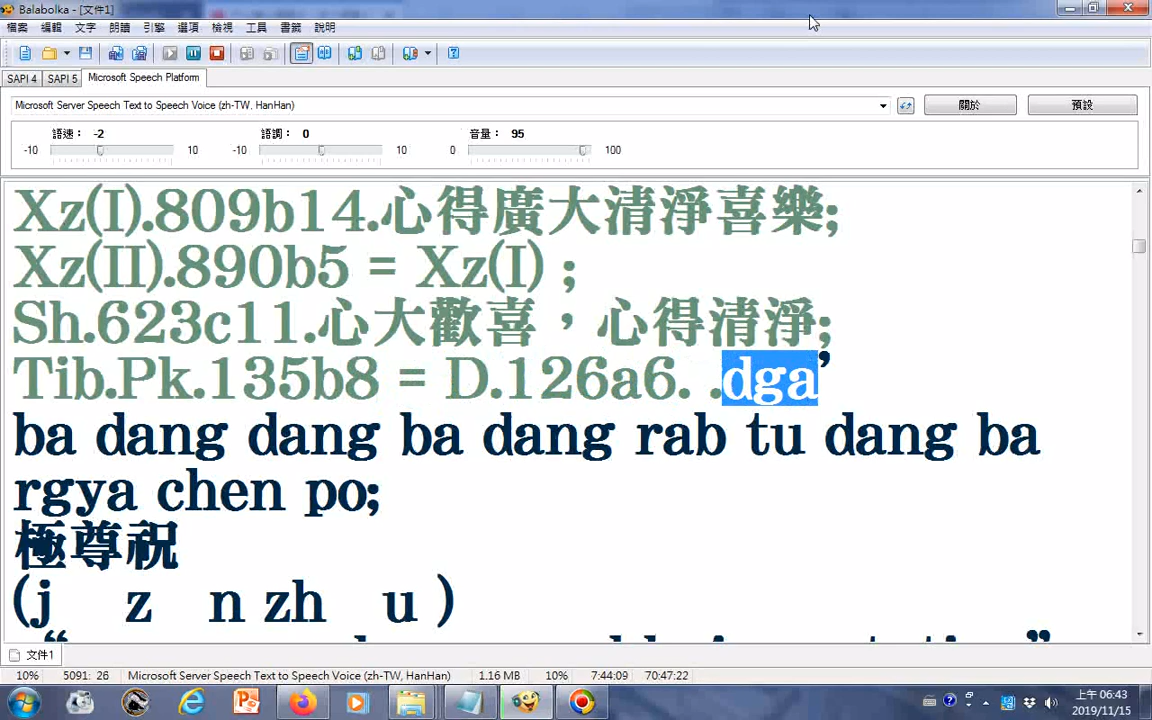 Balabolka - [文件1]
檔案 編輯 文字 朗讀 引擎 選項 檢視 工具 書籤 說明
SAPI 4 SAPI 5 Microsoft Speech Platform
Microsoft Server Speech Text to Speech Voice (zh-TW, HanHan) 關於 預設
語速： -2 語調： 0 音量： 95
-10 10 -10 10 0 100
Xz(I).809b14.心得廣大清淨喜樂;
Xz(II).890b5 = Xz(I) ;
Sh.623c11.心大歡喜，心得清淨;
Tib.Pk.135b8 = D.126a6. .dga’
ba dang dang ba dang rab tu dang ba
rgya chen po;
極尊祝
(j z n zh u )
文件1
10% 5091: 26 Microsoft Server Speech Text to Speech Voice (zh-TW, HanHan) 1.16 MB 10% 7:44:09 70:47:22
上午 06:43
2019/11/15